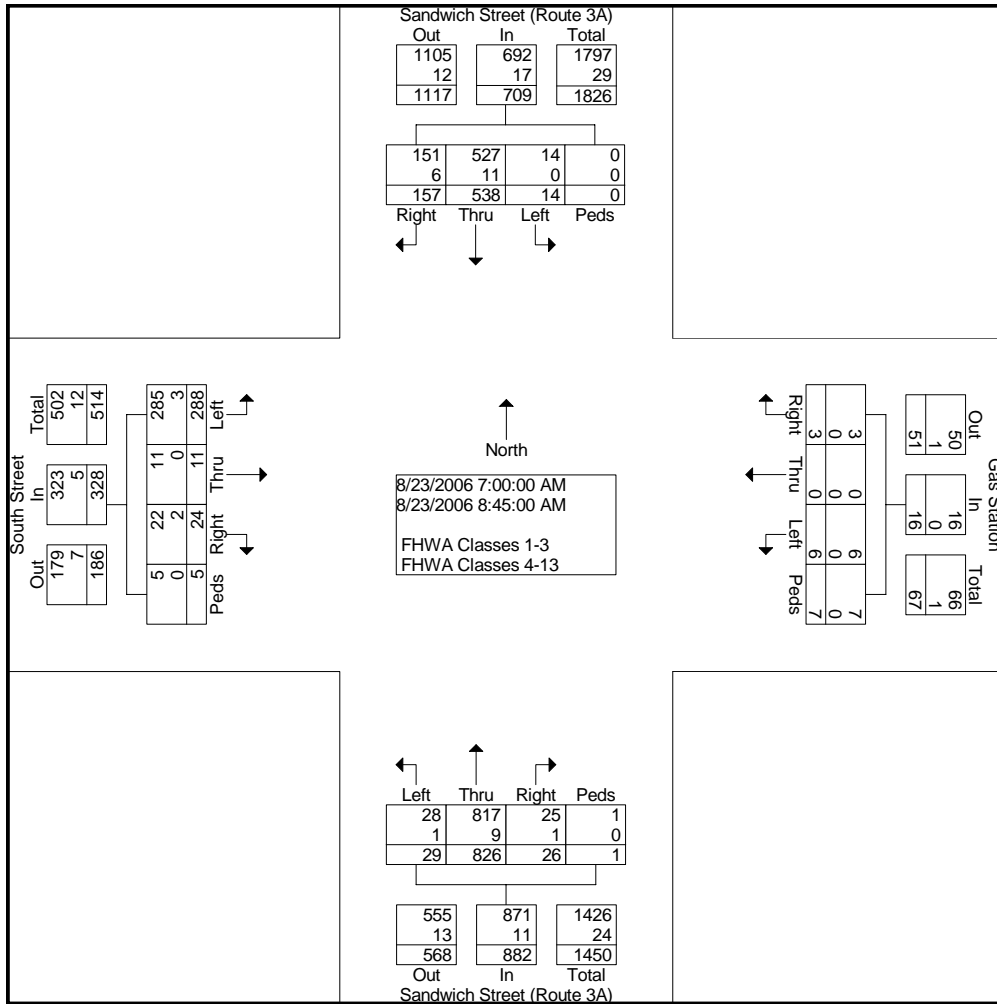 Sandwich Street (Route 3A)
Out In Total
1105 692 1797
12 17 29
1117 709 1826
151 527 14 0
6 11 0 0
157 538 14 0
Right Thru Left Peds
South Street
Total In Out
502 323 179
12 5 7
514 328 186
285 11 22 5
3 0 2 0
288 11 24 5
Left Thru Right Peds
North
8/23/2006 7:00:00 AM
8/23/2006 8:45:00 AM
FHWA Classes 1-3
FHWA Classes 4-13
Right Thru Left Peds
3 0 6 7
0 0 0 0
3 0 6 7
Out In Total
50 16 66
1 0 1
51 16 67
Gas Station
Left Thru Right Peds
28 817 25 1
1 9 1 0
29 826 26 1
555 871 1426
13 11 24
568 882 1450
Out In Total
Sandwich Street (Route 3A)